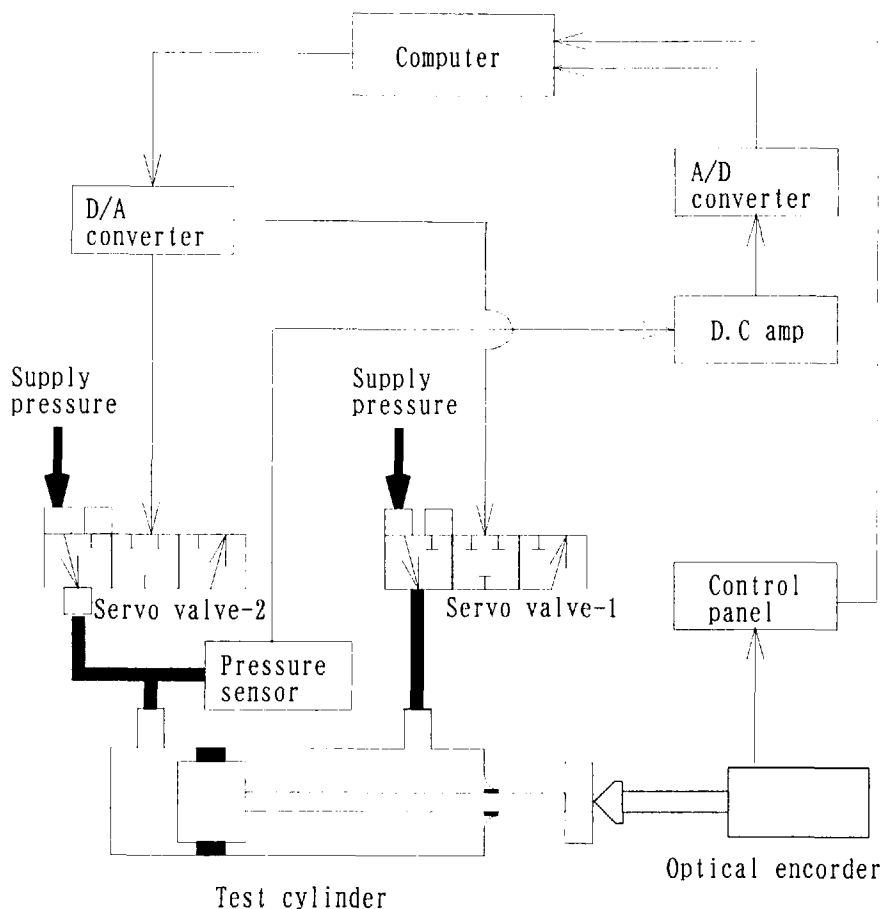 Computer
A/D
converter
D/A
converter
D.C amp
Supply
pressure
Supply
pressure
Servo valve-2
Servo valve-1
Control
panel
Pressure
sensor
Optical encorder
Test cylinder